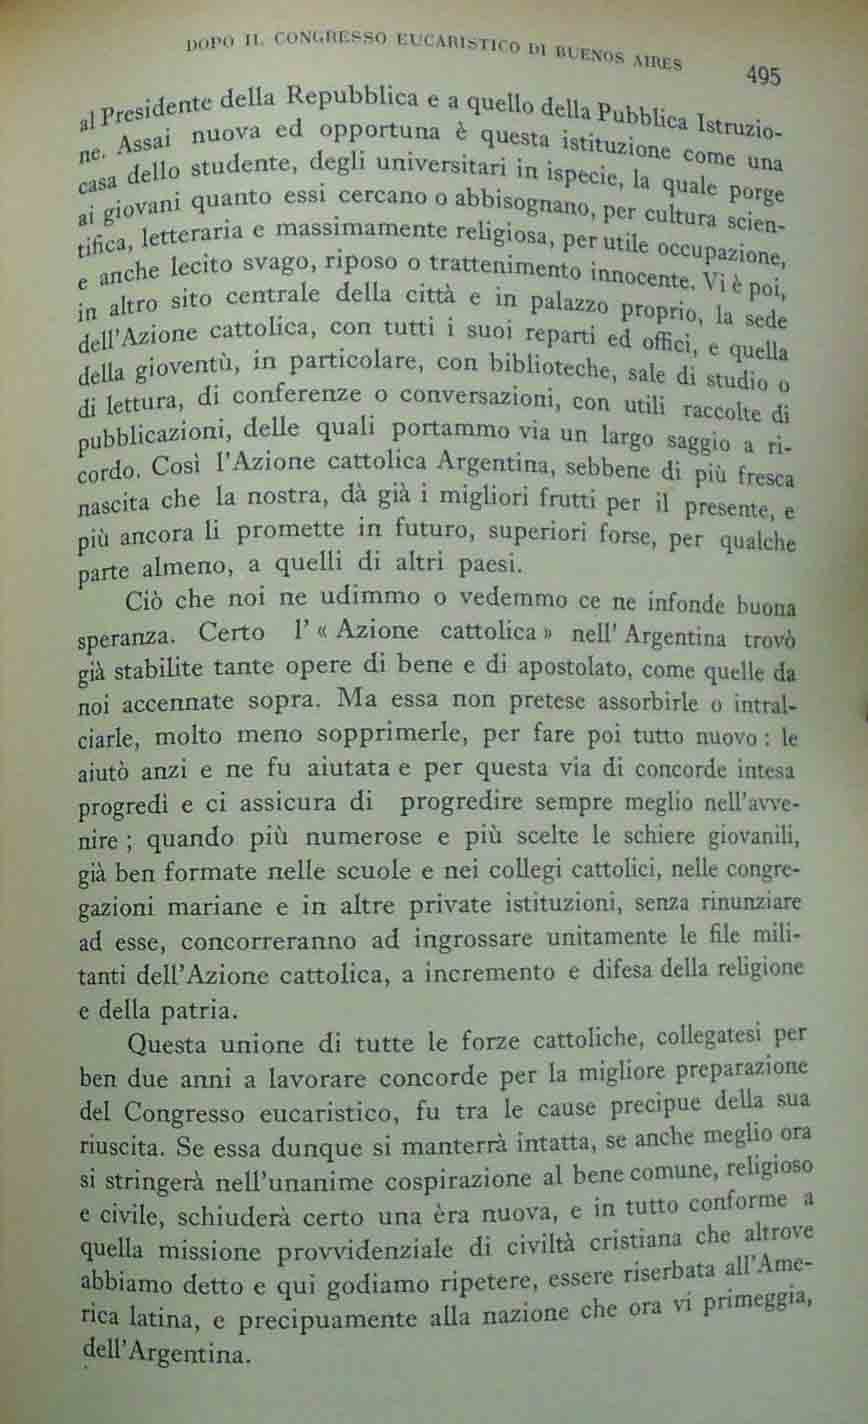 DOPO IL CONGRESSO EUCARISTICO DI BUENOS AIRES 495
al Presidente della Repubblica e a quello della Pubblica Istruzio-
ne. Assai nuova ed opportuna è questa istituzione come una
casa dello studente, degli universitari in ispecie, la quale porge
ai giovani quanto essi cercano o abbisognano, per cultura scien-
tifica, letteraria e massimamente religiosa, per utile occupazione,
e anche lecito svago, riposo o trattenimento innocente. Vi è poi,
in altro sito centrale della città e in palazzo proprio, la sede
dell'Azione cattolica, con tutti i suoi reparti ed offici, e quella
della gioventù, in particolare, con biblioteche, sale di studio o
di lettura, di conferenze o conversazioni, con utili raccolte di
pubblicazioni, delle quali portammo via un largo saggio a ri-
cordo. Così l'Azione cattolica Argentina, sebbene di più fresca
nascita che la nostra, dà già i migliori frutti per il presente, e
più ancora li promette in futuro, superiori forse, per qualche
parte almeno, a quelli di altri paesi.
Ciò che noi ne udimmo o vedemmo ce ne infonde buona
speranza. Certo l' « Azione cattolica » nell' Argentina trovò
già stabilite tante opere di bene e di apostolato, come quelle da
noi accennate sopra. Ma essa non pretese assorbirle o intral-
ciarle, molto meno sopprimerle, per fare poi tutto nuovo : le
aiutò anzi e ne fu aiutata e per questa via di concorde intesa
progredì e ci assicura di progredire sempre meglio nell'avve-
nire ; quando più numerose e più scelte le schiere giovanili,
già ben formate nelle scuole e nei collegi cattolici, nelle congre-
gazioni mariane e in altre private istituzioni, senza rinunziare
ad esse, concorreranno ad ingrossare unitamente le file mili-
tanti dell'Azione cattolica, a incremento e difesa della religione
e della patria.
Questa unione di tutte le forze cattoliche, collegatesi per
ben due anni a lavorare concorde per la migliore preparazione
del Congresso eucaristico, fu tra le cause precipue della sua
riuscita. Se essa dunque si manterrà intatta, se anche meglio ora
si stringerà nell'unanime cospirazione al bene comune, religioso
e civile, schiuderà certo una èra nuova, e in tutto conforme a
quella missione provvidenziale di civiltà cristiana che altrove
abbiamo detto e qui godiamo ripetere, essere riserbata all'Ame-
rica latina, e precipuamente alla nazione che ora vi primeggia,
dell'Argentina.